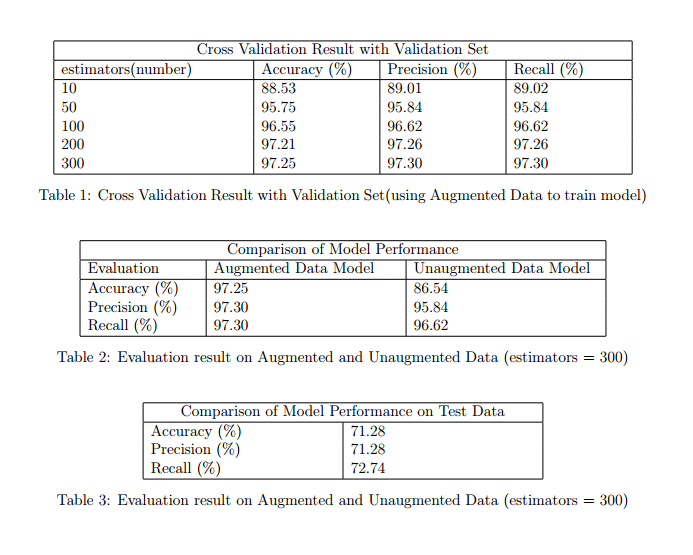 Cross Validation Result with Validation Set
estimators(number) Accuracy (%) Precision (%) Recall (%)
10 88.53 89.01 89.02
50 95.75 95.84 95.84
100 96.55 96.62 96.62
200 97.21 97.26 97.26
300 97.25 97.30 97.30
Table 1: Cross Validation Result with Validation Set(using Augmented Data to train model)
Comparison of Model Performance
Evaluation Augmented Data Model Unaugmented Data Model
Accuracy (%) 97.25 86.54
Precision (%) 97.30 95.84
Recall (%) 97.30 96.62
Table 2: Evaluation result on Augmented and Unaugmented Data (estimators = 300)
Comparison of Model Performance on Test Data
Accuracy (%) 71.28
Precision (%) 71.28
Recall (%) 72.74
Table 3: Evaluation result on Augmented and Unaugmented Data (estimators = 300)